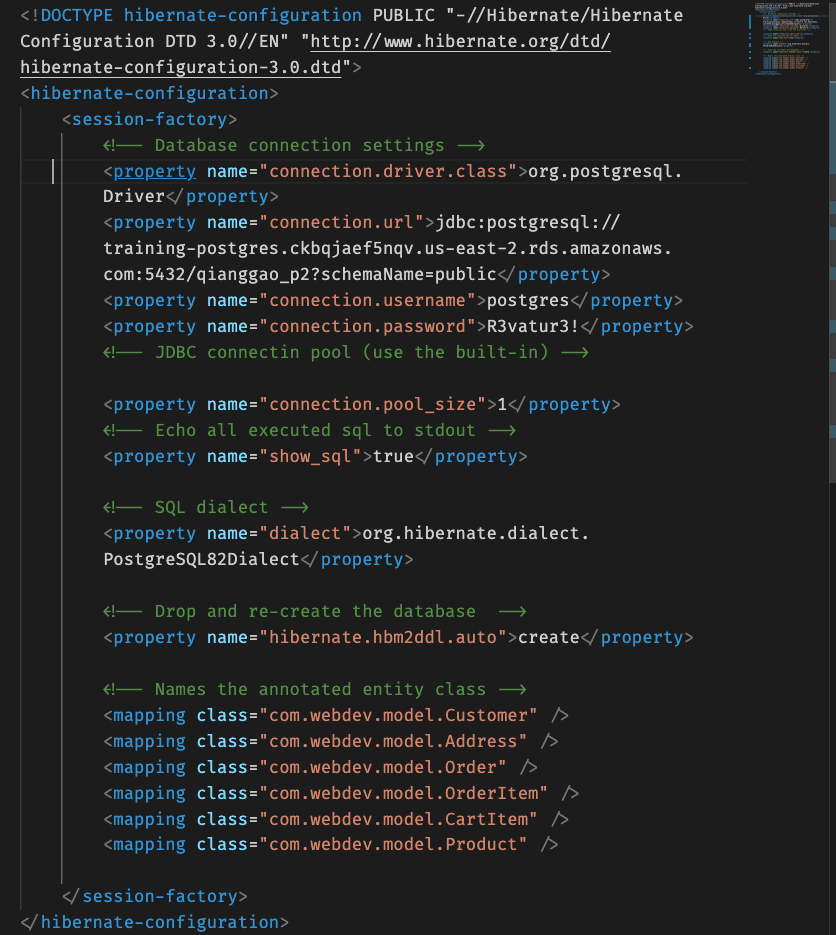 <!DOCTYPE hibernate-configuration PUBLIC "-//Hibernate/Hibernate
Configuration DTD 3.0//EN" "http://www.hibernate.org/dtd/
hibernate-configuration-3.0.dtd">
<hibernate-configuration>
<session-factory>
<!-- Database connection settings -->
<property name="connection.driver.class">org.postgresql.
Driver</property>
<property name="connection.url">jdbc:postgresql://
training-postgres.ckbqjaef5nqv.us-east-2.rds.amazonaws.
com:5432/qianggao_p2?schemaName=public</property>
<property name="connection.username">postgres</property>
<property name="connection.password">R3vatur3!</property>
<!-- JDBC connectin pool (use the built-in) -->
<property name="connection.pool_size">1</property>
<!-- Echo all executed sql to stdout -->
<property name="show_sql">true</property>
<!-- SQL dialect -->
<property name="dialect">org.hibernate.dialect.
PostgreSQL82Dialect</property>
<!-- Drop and re-create the database  -->
<property name="hibernate.hbm2ddl.auto">create</property>
<!-- Names the annotated entity class -->
<mapping class="com.webdev.model.Customer" />
<mapping class="com.webdev.model.Address" />
<mapping class="com.webdev.model.Order" />
<mapping class="com.webdev.model.OrderItem" />
<mapping class="com.webdev.model.CartItem" />
<mapping class="com.webdev.model.Product" />
</session-factory>
</hibernate-configuration>